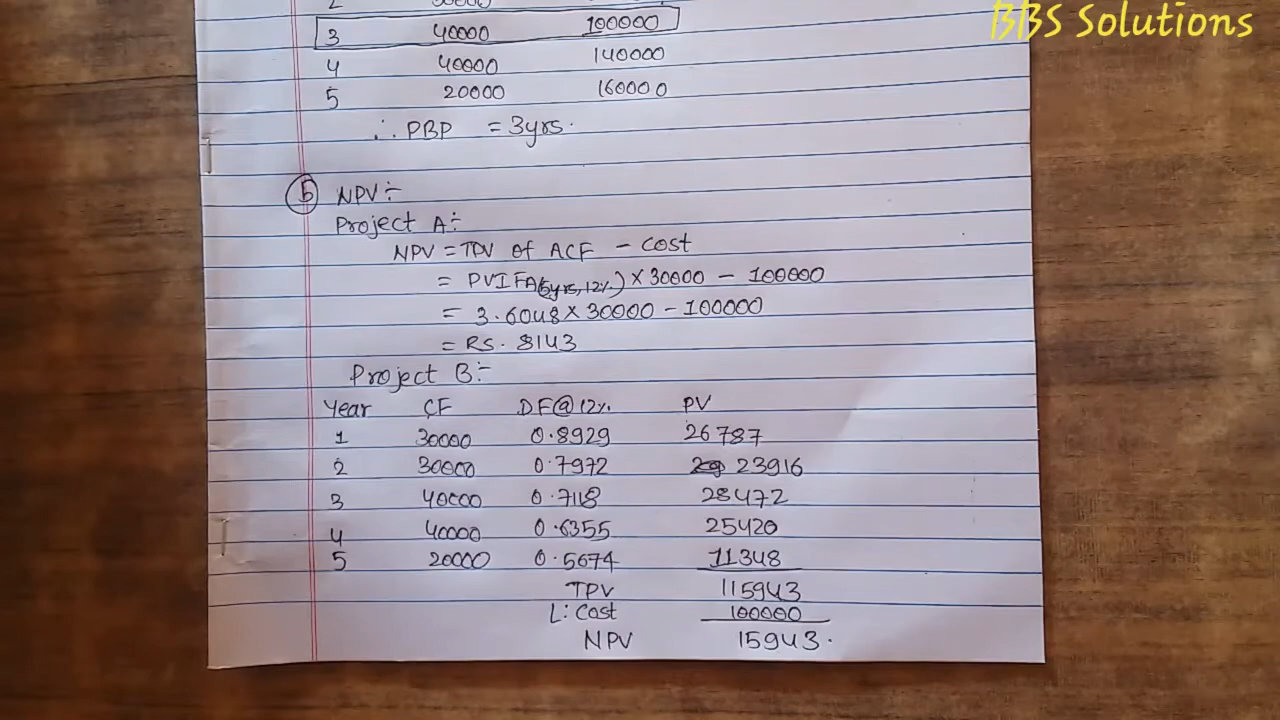 BBS Solutions
3 40000 100000
4 40000 140000
5 20000 160000
∴ PBP = 3yrs.
b NPV÷
Project A÷
NPV = TPV of ACF - cost
= PVIFA(5yrs,12%) × 30000 - 100000
= 3.6048 × 30000 - 100000
= RS. 8143
Project B:-
Year CF DF@12% PV
1 30000 0.8929 26787
2 30000 0.7972 23916
3 40000 0.7118 28472
4 40000 0.6355 25420
5 20000 0.5674 11348
TPV 115943
L: Cost 100000
NPV 15943.